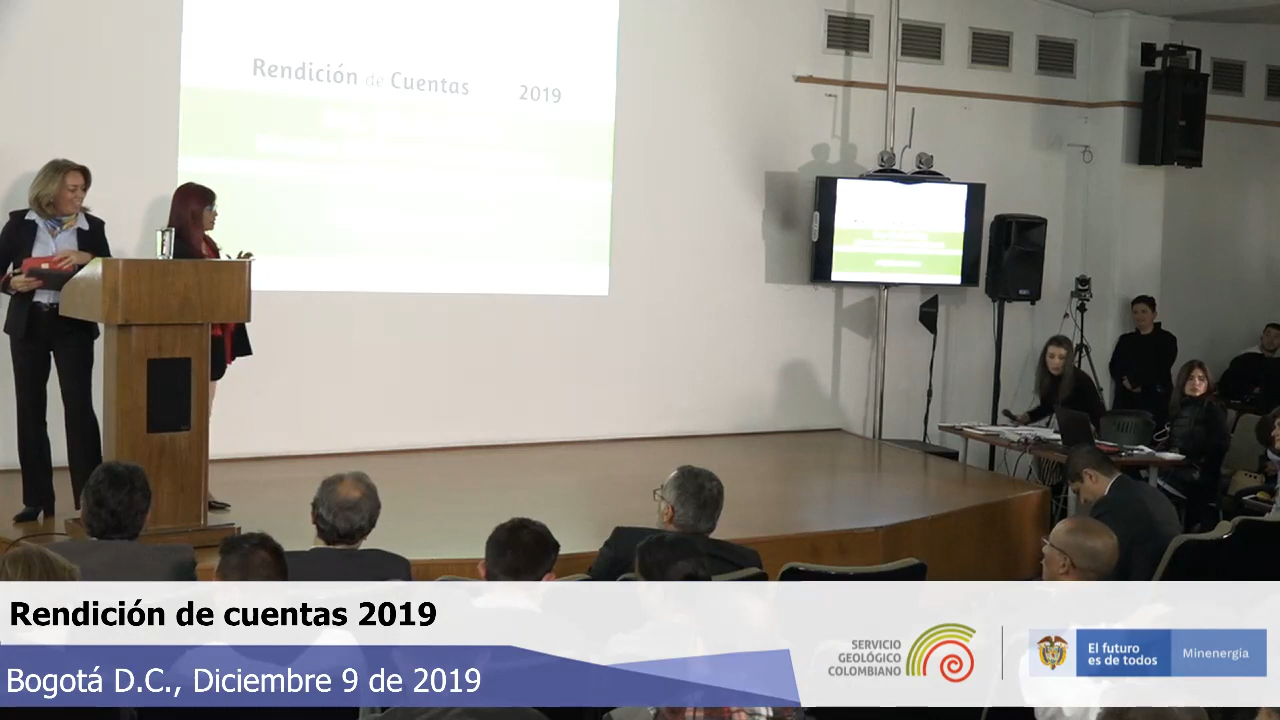 Rendición de Cuentas 2019
Rendición de cuentas 2019
Bogotá D.C., Diciembre 9 de 2019
SERVICIO
GEOLÓGICO
COLOMBIANO
El futuro
es de todos
Minenergía